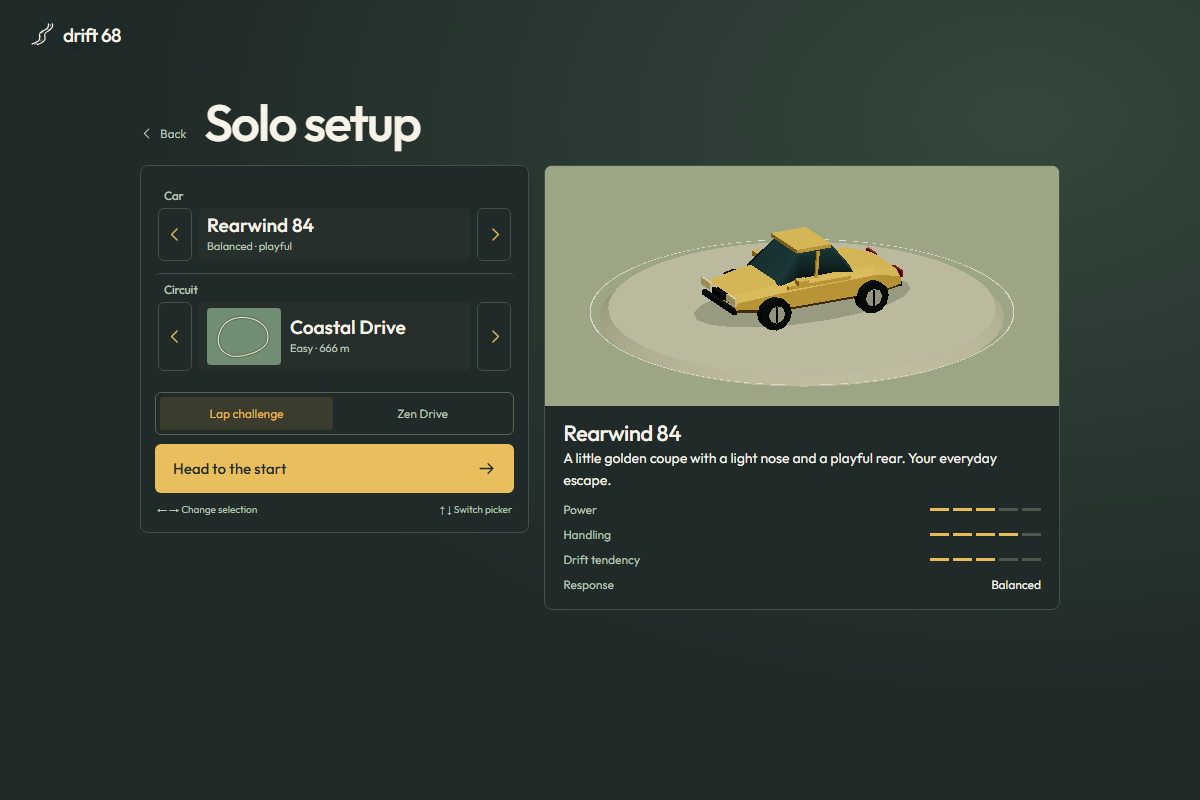 drift 68
Back
Solo setup
Car
Rearwind 84
Balanced · playful
Circuit
Coastal Drive
Easy · 666 m
Lap challenge
Zen Drive
Head to the start
←→ Change selection
↑↓ Switch picker
Rearwind 84
A little golden coupe with a light nose and a playful rear. Your everyday
escape.
Power
Handling
Drift tendency
Response
Balanced